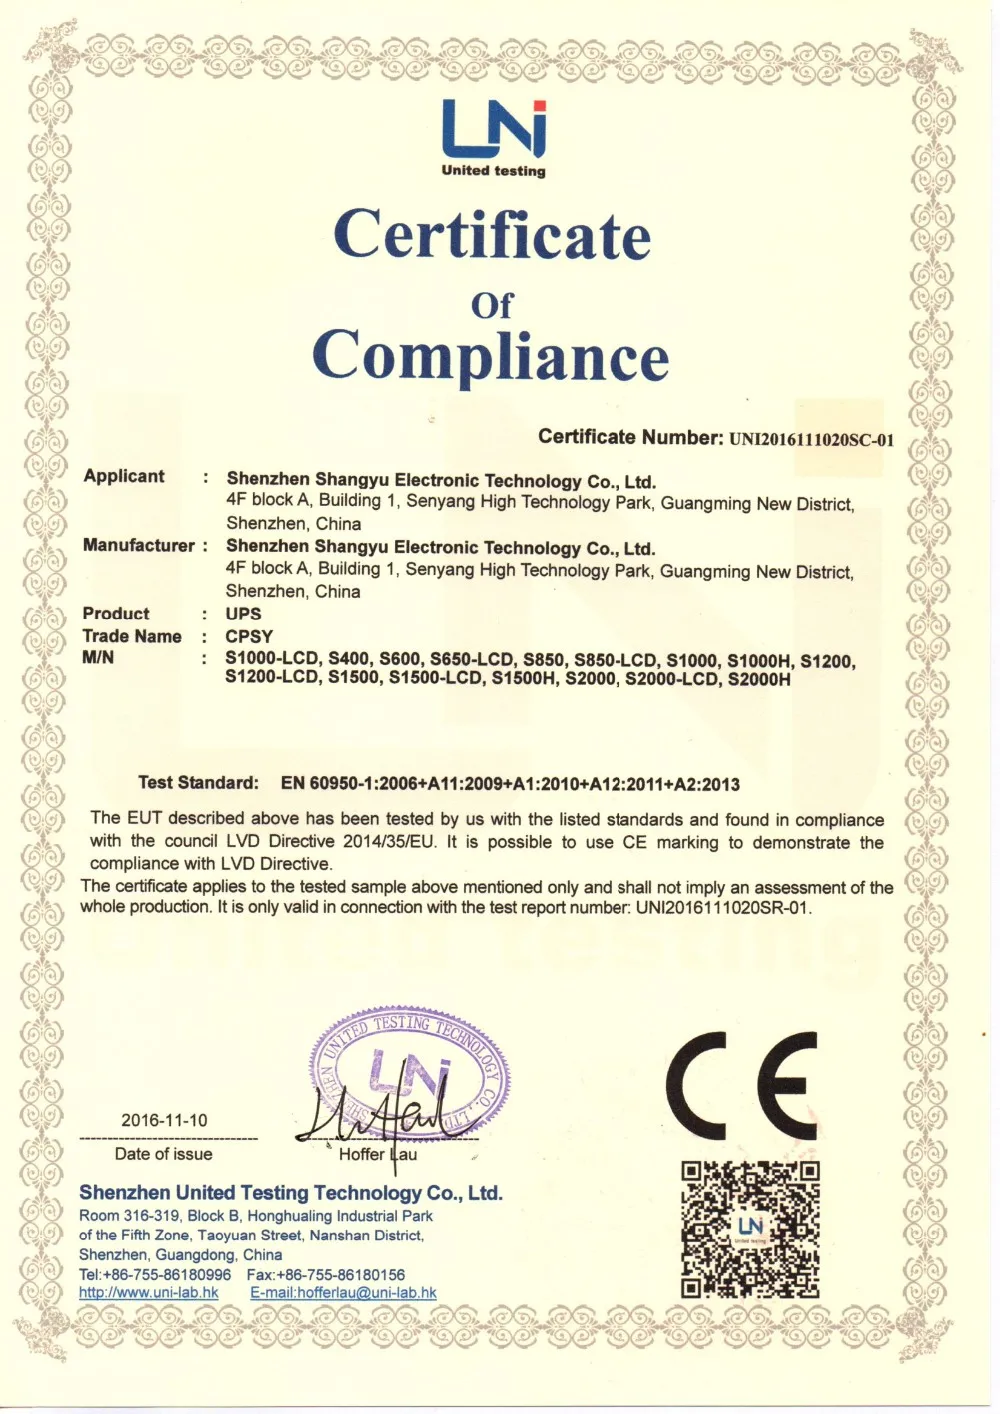 UNi
United testing
Certificate
Of
Compliance
Certificate Number: UNI2016111020SC-01
Applicant : Shenzhen Shangyu Electronic Technology Co., Ltd.
4F block A, Building 1, Senyang High Technology Park, Guangming New District,
Shenzhen, China
Manufacturer : Shenzhen Shangyu Electronic Technology Co., Ltd.
4F block A, Building 1, Senyang High Technology Park, Guangming New District,
Shenzhen, China
Product : UPS
Trade Name : CPSY
M/N : S1000-LCD, S400, S600, S650-LCD, S850, S850-LCD, S1000, S1000H, S1200,
S1200-LCD, S1500, S1500-LCD, S1500H, S2000, S2000-LCD, S2000H
Test Standard: EN 60950-1:2006+A11:2009+A1:2010+A12:2011+A2:2013
The EUT described above has been tested by us with the listed standards and found in compliance
with the council LVD Directive 2014/35/EU. It is possible to use CE marking to demonstrate the
compliance with LVD Directive.
The certificate applies to the tested sample above mentioned only and shall not imply an assessment of the
whole production. It is only valid in connection with the test report number: UNI2016111020SR-01.
SHENZHEN UNITED TESTING TECHNOLOGY CO., LTD.
UNi
CE
2016-11-10
Date of issue
Hoffer Lau
Shenzhen United Testing Technology Co., Ltd.
Room 316-319, Block B, Honghualing Industrial Park
of the Fifth Zone, Taoyuan Street, Nanshan District,
Shenzhen, Guangdong, China
Tel:+86-755-86180996 Fax:+86-755-86180156
http://www.uni-lab.hk E-mail:hofferlau@uni-lab.hk
UNi
United testing